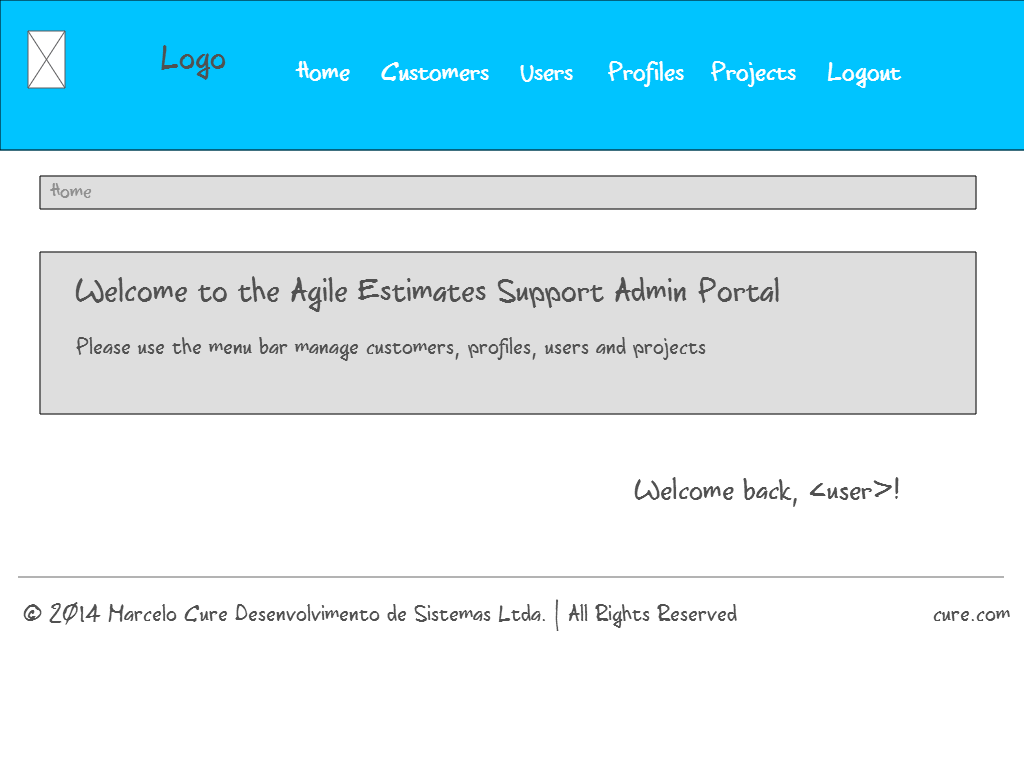 Logo
Home Customers Users Profiles Projects Logout
Home
Welcome to the Agile Estimates Support Admin Portal
Please use the menu bar manage customers, profiles, users and projects
Welcome back, <user>!
© 2014 Marcelo Cure Desenvolvimento de Sistemas Ltda. | All Rights Reserved cure.com